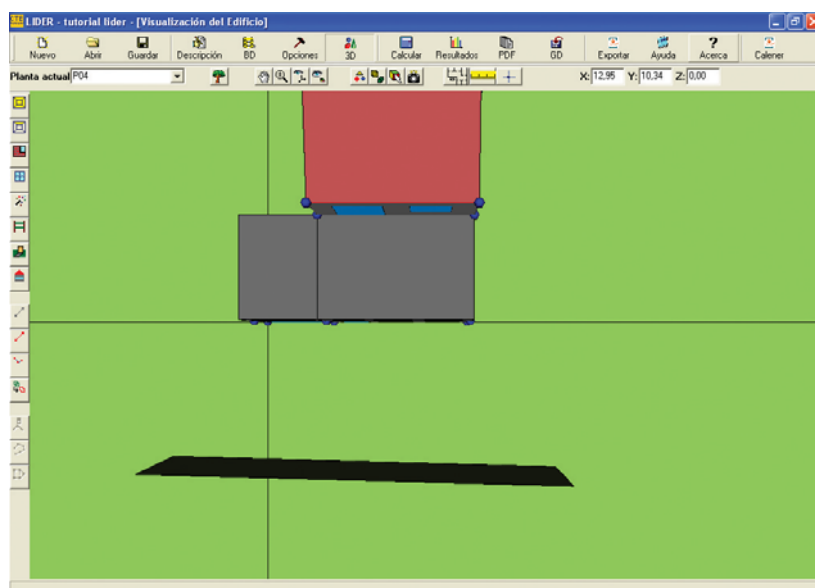 CTE LIDER - tutorial lider - [Visualización del Edificio]
Nuevo Abrir Guardar Descripción BD Opciones 3D Calcular Resultados PDF GD Exportar Ayuda Acerca Calener
Planta actual P04 X: 12,95 Y: 10,34 Z: 0,00